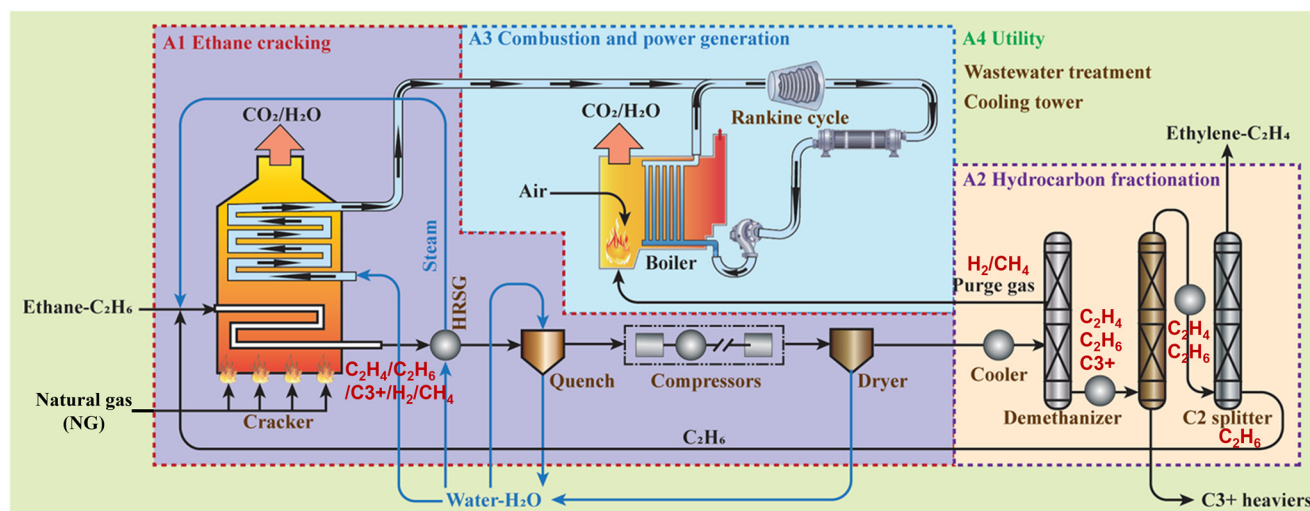 A1 Ethane cracking
A3 Combustion and power generation
A4 Utility
Wastewater treatment
Cooling tower
CO₂/H₂O
CO₂/H₂O
Rankine cycle
Ethylene-C₂H₄
A2 Hydrocarbon fractionation
Air
Steam
Boiler
H₂/CH₄
Purge gas
Ethane-C₂H₆
HRSG
C₂H₄
C₂H₆
C3+
C₂H₄
C₂H₆
C₂H₄/C₂H₆
/C3+/H₂/CH₄
Quench
Compressors
Dryer
Cooler
Natural gas
(NG)
Cracker
Demethanizer
C2 splitter
C₂H₆
C₂H₆
Water-H₂O
C3+ heaviers